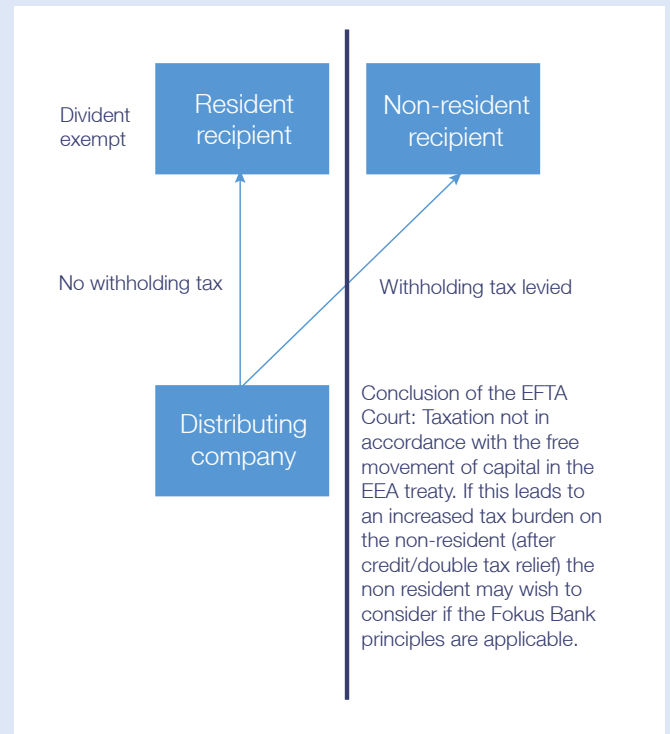 Divident
exempt
Resident
recipient
Non-resident
recipient
No withholding tax
Withholding tax levied
Distributing
company
Conclusion of the EFTA
Court: Taxation not in
accordance with the free
movement of capital in the
EEA treaty. If this leads to
an increased tax burden on
the non-resident (after
credit/double tax relief) the
non resident may wish to
consider if the Fokus Bank
principles are applicable.